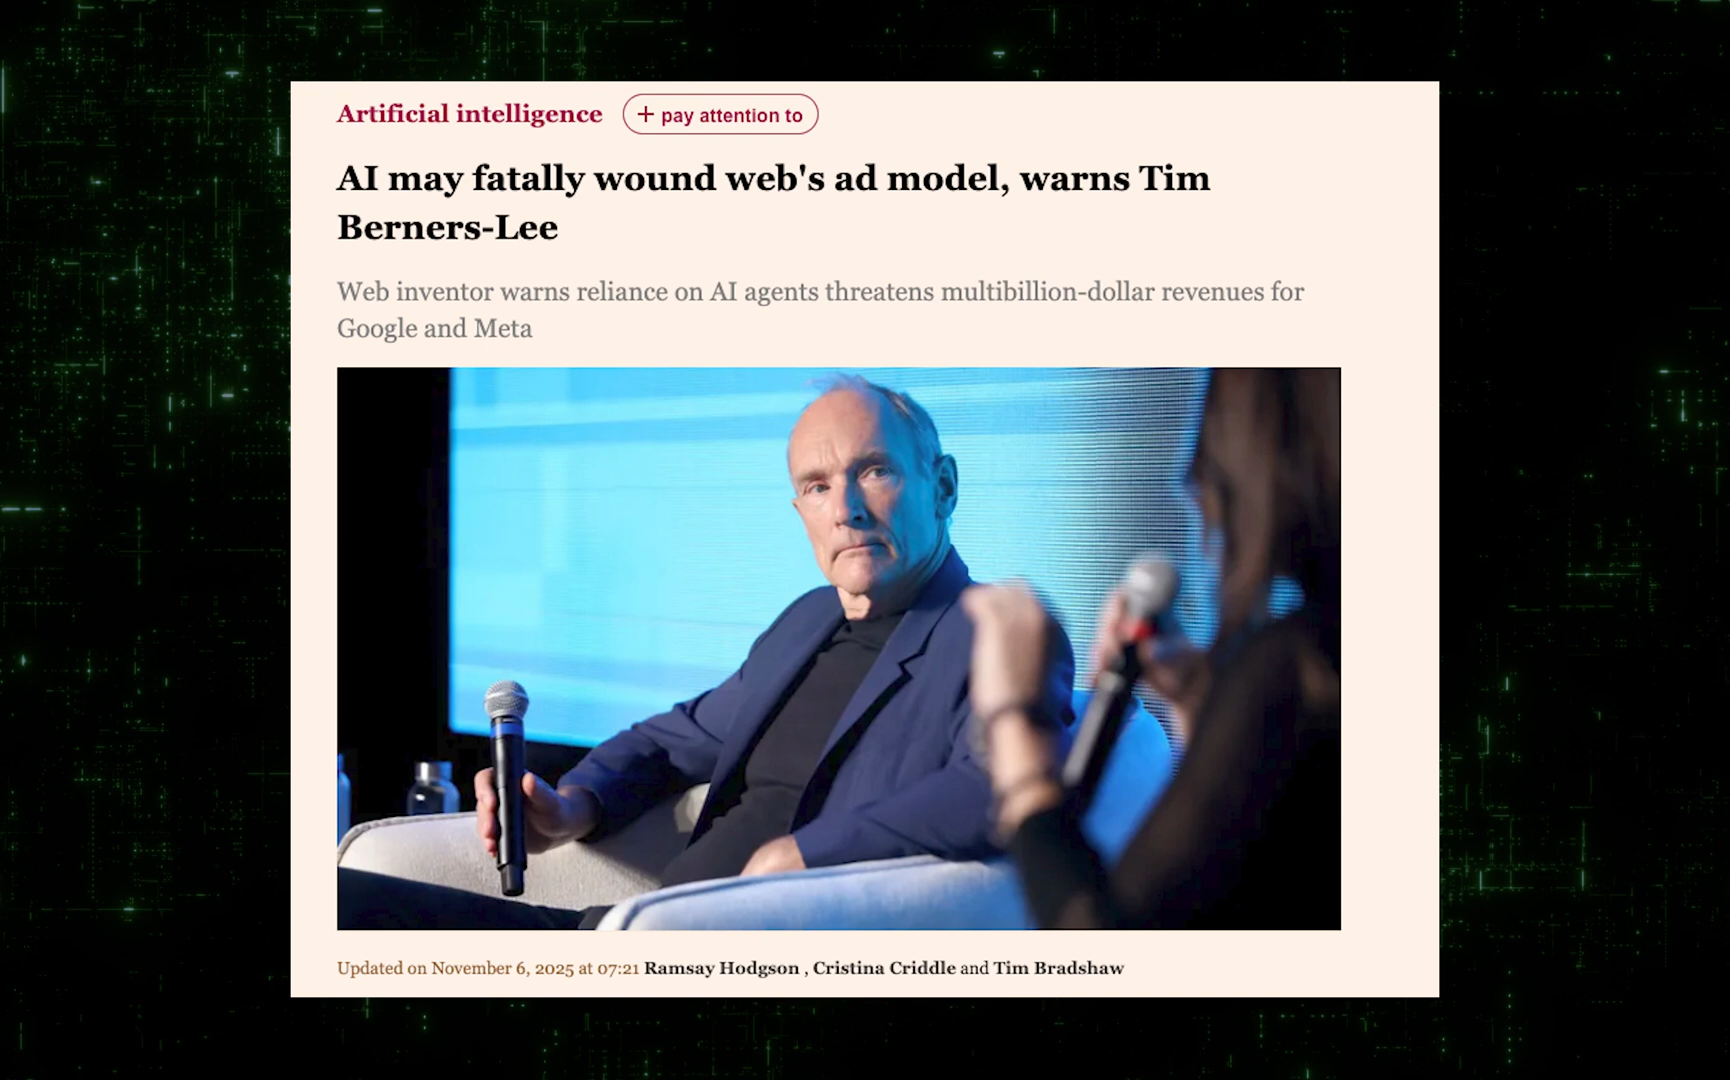 Artificial intelligence + pay attention to
AI may fatally wound web's ad model, warns Tim
Berners-Lee
Web inventor warns reliance on AI agents threatens multibillion-dollar revenues for
Google and Meta
Updated on November 6, 2025 at 07:21 Ramsay Hodgson , Cristina Criddle and Tim Bradshaw